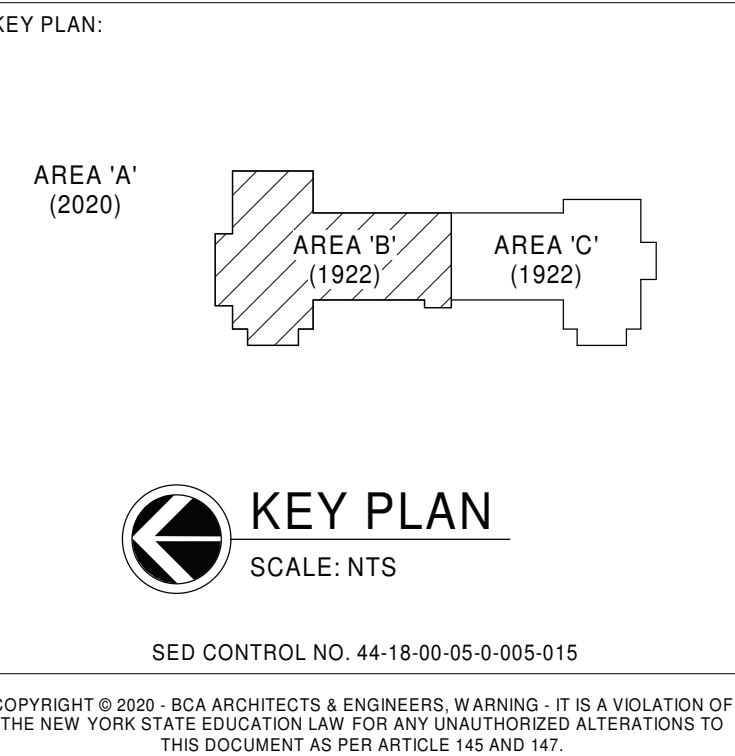 KEY PLAN:
AREA 'A'
(2020)
AREA 'B'
(1922)
AREA 'C'
(1922)
KEY PLAN
SCALE: NTS
SED CONTROL NO. 44-18-00-05-0-005-015
COPYRIGHT © 2020 - BCA ARCHITECTS & ENGINEERS, WARNING - IT IS A VIOLATION OF
THE NEW YORK STATE EDUCATION LAW FOR ANY UNAUTHORIZED ALTERATIONS TO
THIS DOCUMENT AS PER ARTICLE 145 AND 147.